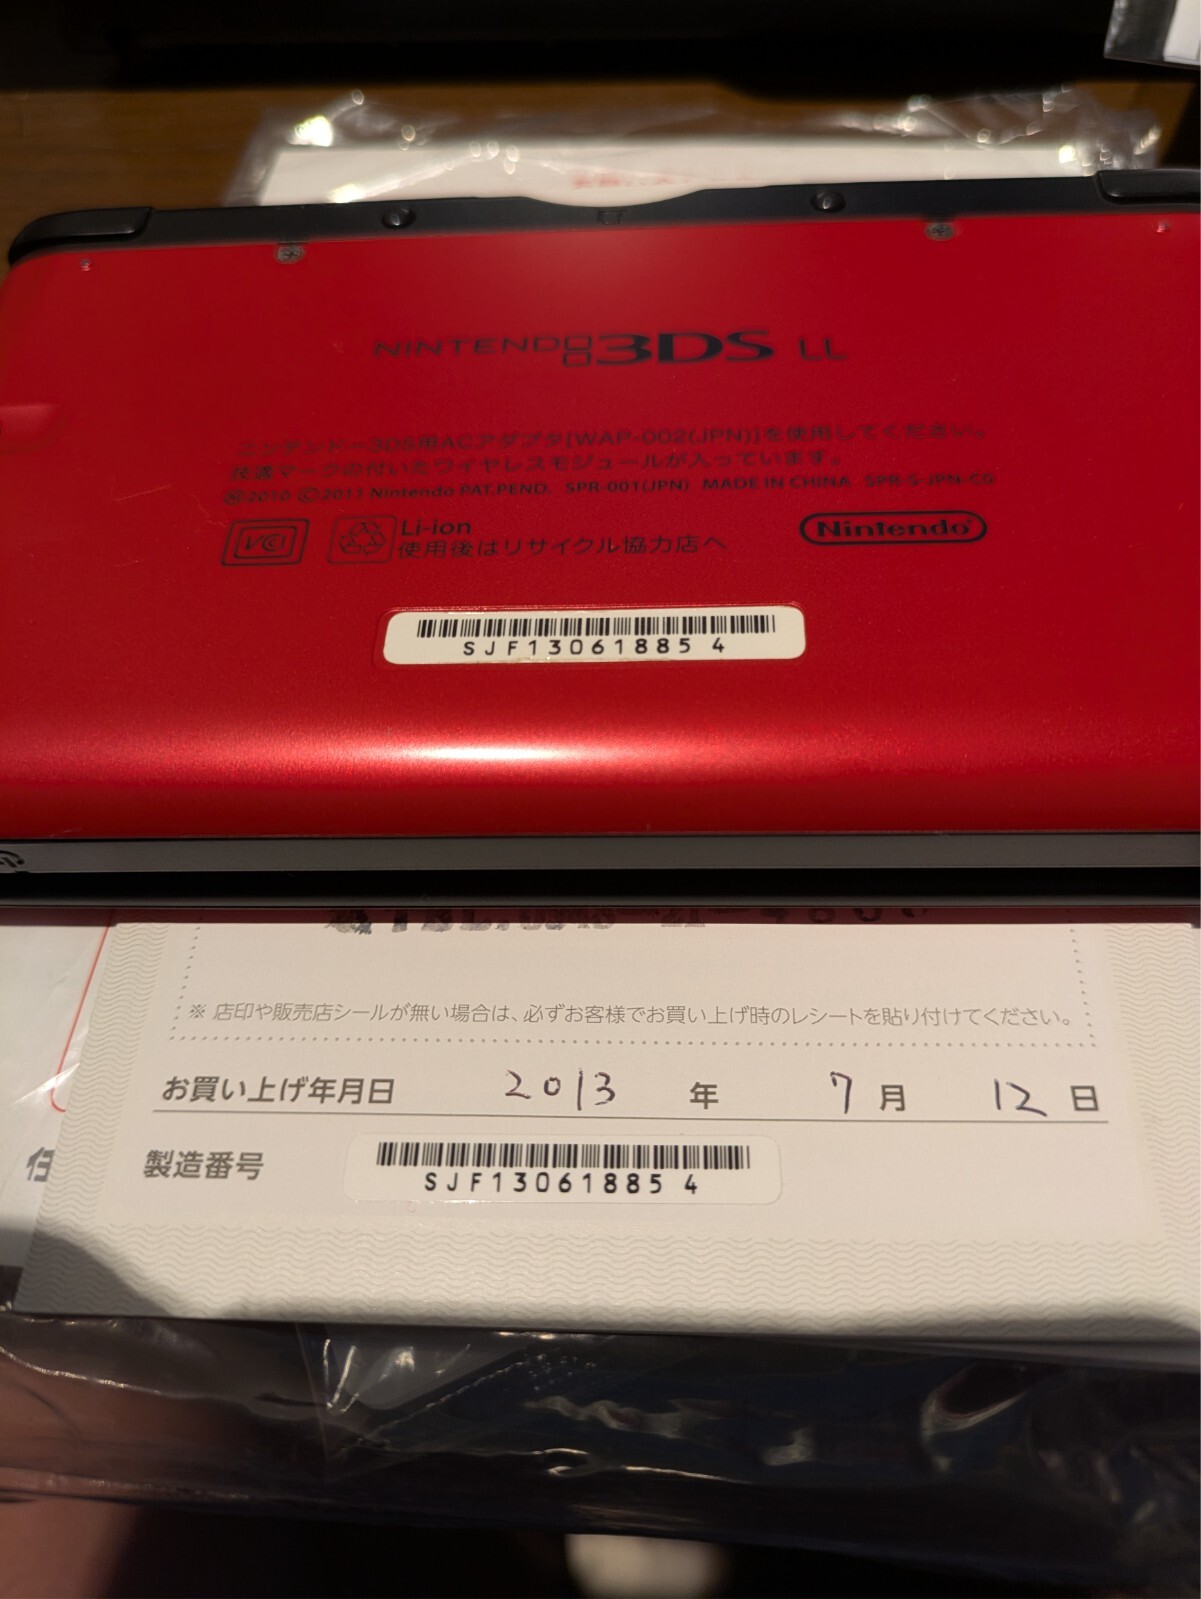 NINTENDO 3DS LL
ニンテンドー3DS用ACアダプタ[WAP-002(JPN)]を使用してください。
快適マークの付いたワイヤレスモジュールが入っています。
Ⓜ2010 Ⓒ2011 Nintendo PAT.PEND. SPR-001(JPN) MADE IN CHINA SPR-S-JPN-C0
VCI Li-ion
使用後はリサイクル協力店へ
Nintendo®
SJF13061885 4
※ 店印や販売店シールが無い場合は、必ずお客様でお買い上げ時のレシートを貼り付けてください。
お買い上げ年月日 2013 年 7 月 12 日
製造番号 SJF13061885 4